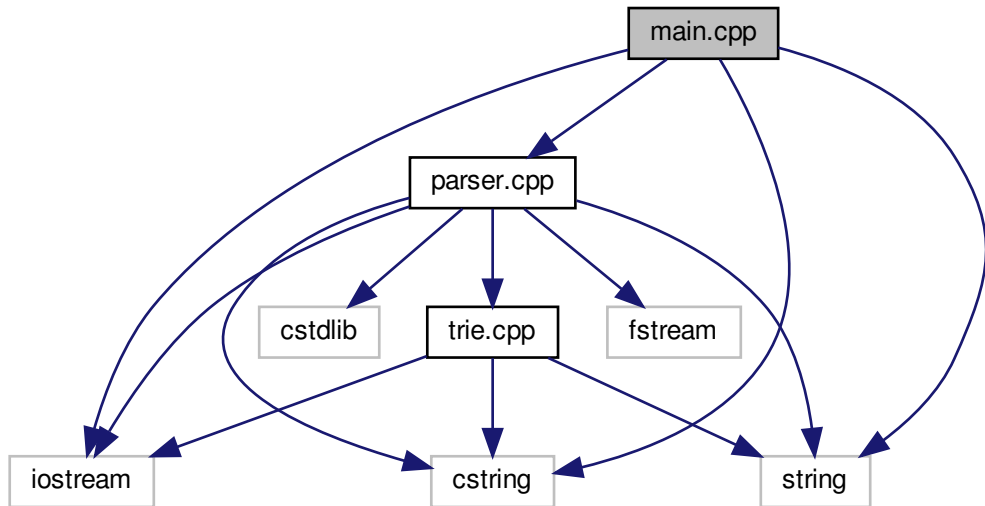 main.cpp
parser.cpp
cstdlib
trie.cpp
fstream
iostream
cstring
string